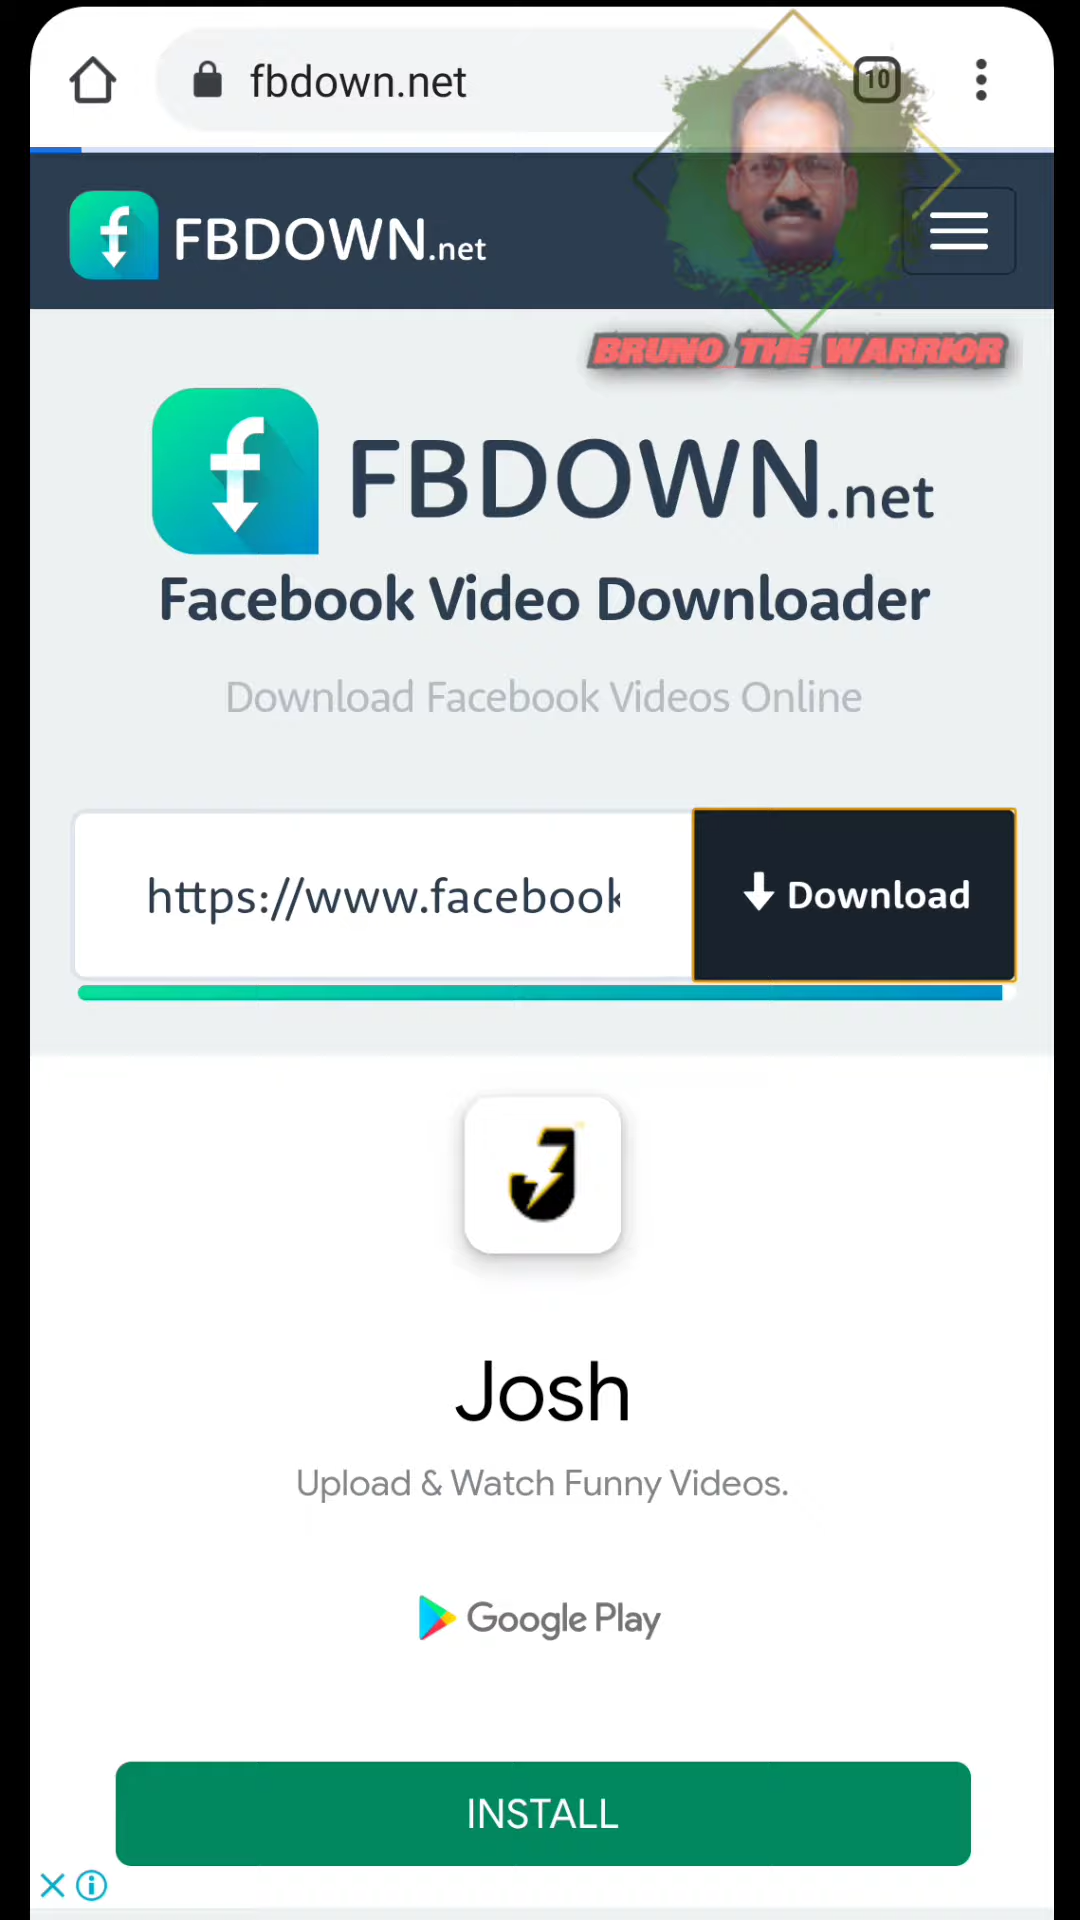 fbdown.net
10
FBDOWN.net
BRUNO THE WARRIOR
FBDOWN.net
Facebook Video Downloader
Download Facebook Videos Online
https://www.facebook
Download
Josh
Upload & Watch Funny Videos.
Google Play
INSTALL